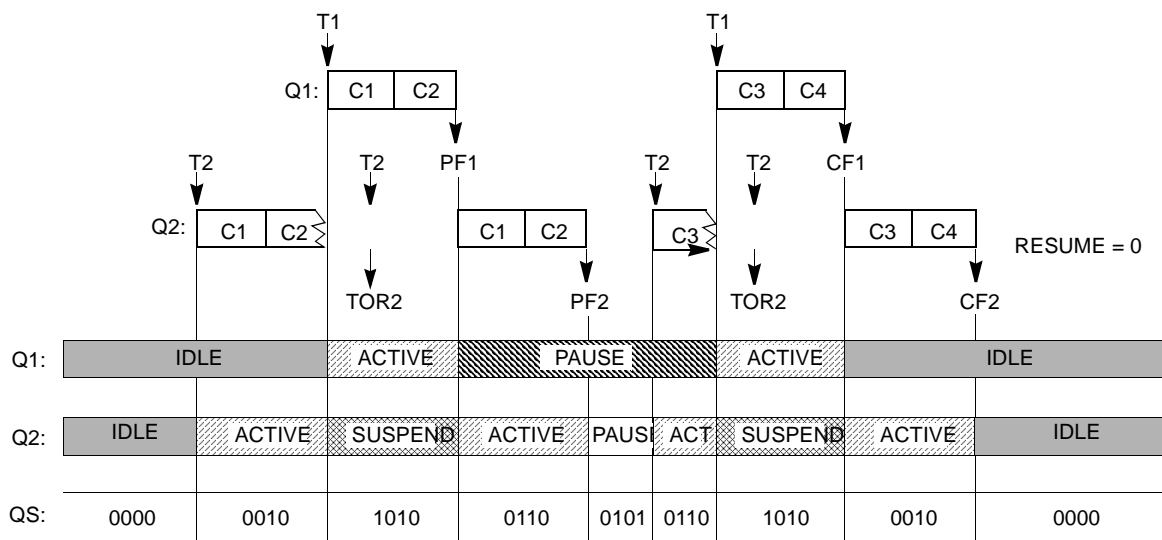 T1 T1
Q1: C1 C2 C3 C4
T2 T2 PF1 T2 T2 CF1
Q2: C1 C2 C1 C2 C3 C3 C4
RESUME = 0
TOR2 PF2 TOR2 CF2
Q1: IDLE ACTIVE PAUSE ACTIVE IDLE
Q2: IDLE ACTIVE SUSPEND ACTIVE PAUSE ACT SUSPEND ACTIVE IDLE
QS: 0000 0010 1010 0110 0101 0110 1010 0010 0000